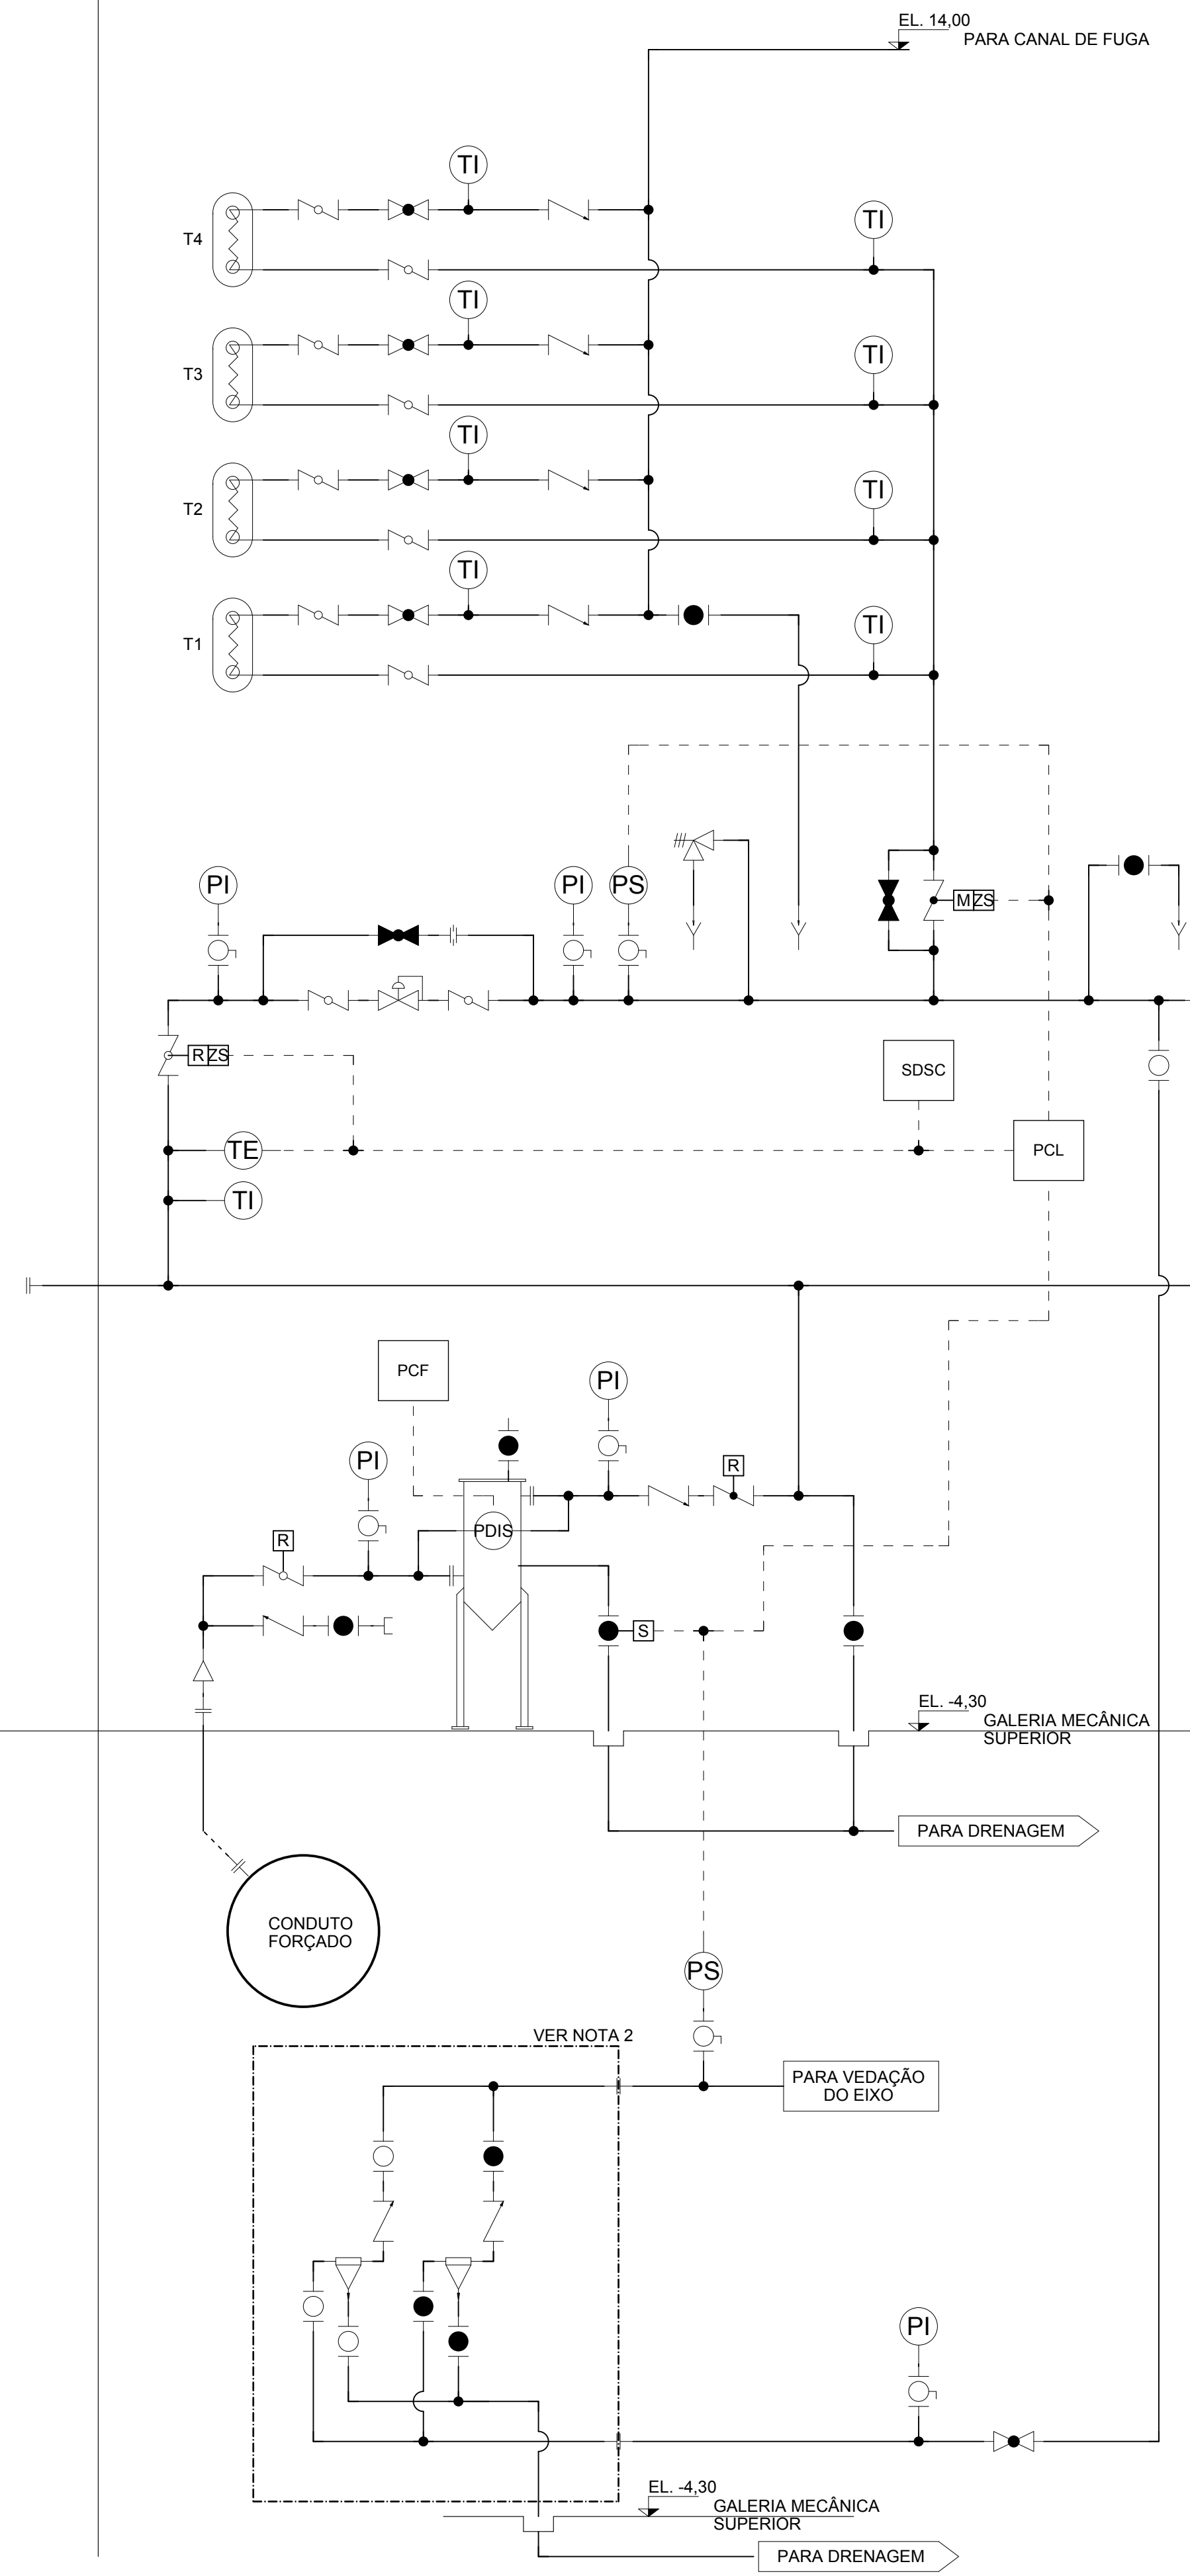 EL. 14,00
PARA CANAL DE FUGA
TI
T4
TI
TI
T3
TI
TI
T2
TI
TI
T1
TI
PI
PI
PS
M ZS
R ZS
SDSC
TE
PCL
TI
PCF
PI
PI
R
PDIS
R
S
EL. -4,30
GALERIA MECÂNICA
SUPERIOR
PARA DRENAGEM
CONDUTO
FORÇADO
PS
VER NOTA 2
PARA VEDAÇÃO
DO EIXO
PI
EL. -4,30
GALERIA MECÂNICA
SUPERIOR
PARA DRENAGEM